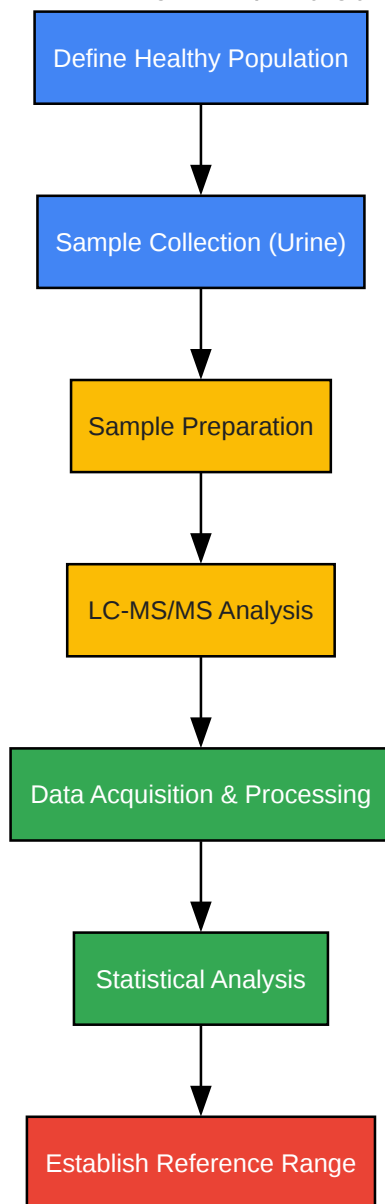 Define Healthy Population
Sample Collection (Urine)
Sample Preparation
LC-MS/MS Analysis
Data Acquisition & Processing
Statistical Analysis
Establish Reference Range